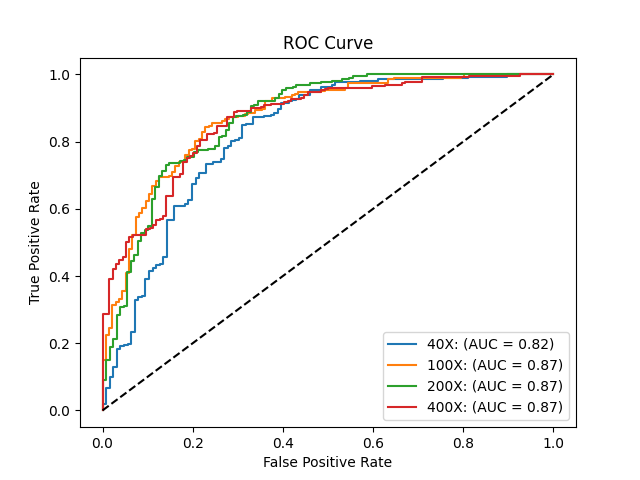 ROC Curve
True Positive Rate
1.0
0.8
0.6
0.4
0.2
0.0
0.0 0.2 0.4 0.6 0.8 1.0
False Positive Rate
40X: (AUC = 0.82)
100X: (AUC = 0.87)
200X: (AUC = 0.87)
400X: (AUC = 0.87)